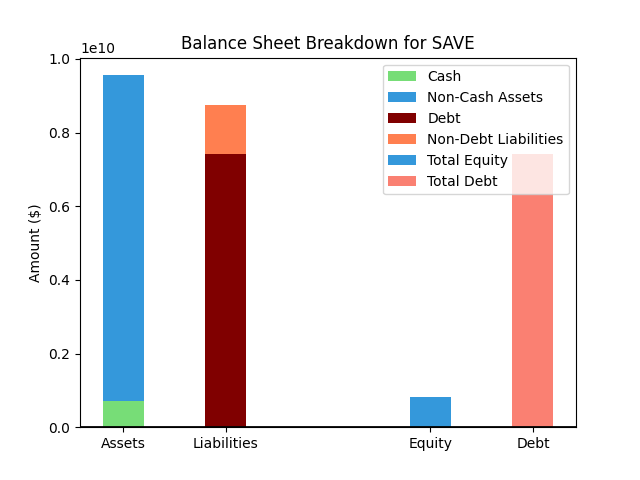 Balance Sheet Breakdown for SAVE
1e10
1.0
0.8
0.6
0.4
0.2
0.0
Amount ($)
Cash
Non-Cash Assets
Debt
Non-Debt Liabilities
Total Equity
Total Debt
Assets
Liabilities
Equity
Debt